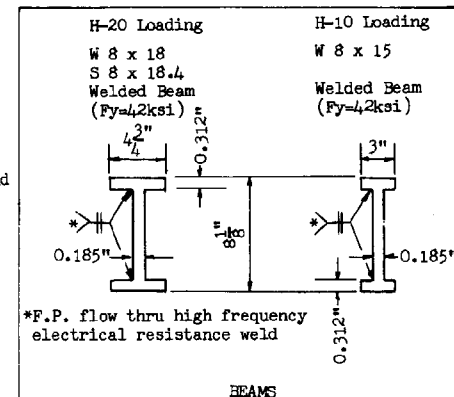 H-20 Loading
W 8 x 18
S 8 x 18.4
Welded Beam
(Fy=42ksi)
H-10 Loading
W 8 x 15
Welded Beam
(Fy=42ksi)
4 3/4"
0.312"
3"
8 1/8"
*
*
0.185"
0.185"
0.312"
*F.P. flow thru high frequency
electrical resistance weld
BEAMS
d